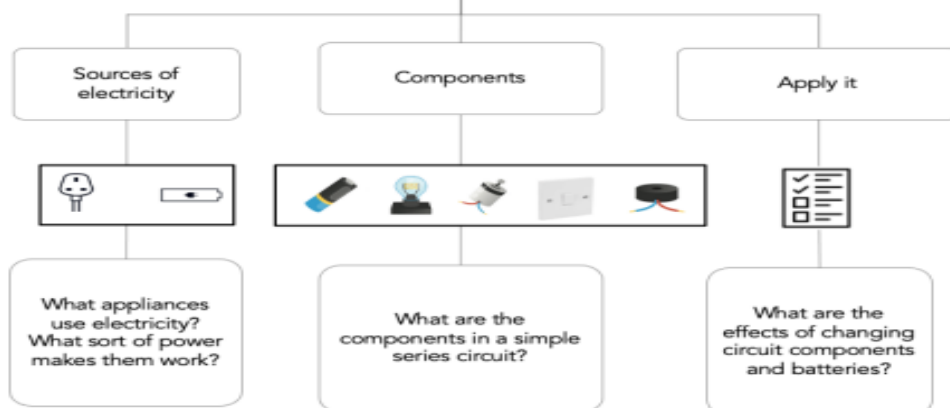 Sources of
electricity
Components
Apply it
What appliances
use electricity?
What sort of power
makes them work?
What are the
components in a simple
series circuit?
What are the
effects of changing
circuit components
and batteries?